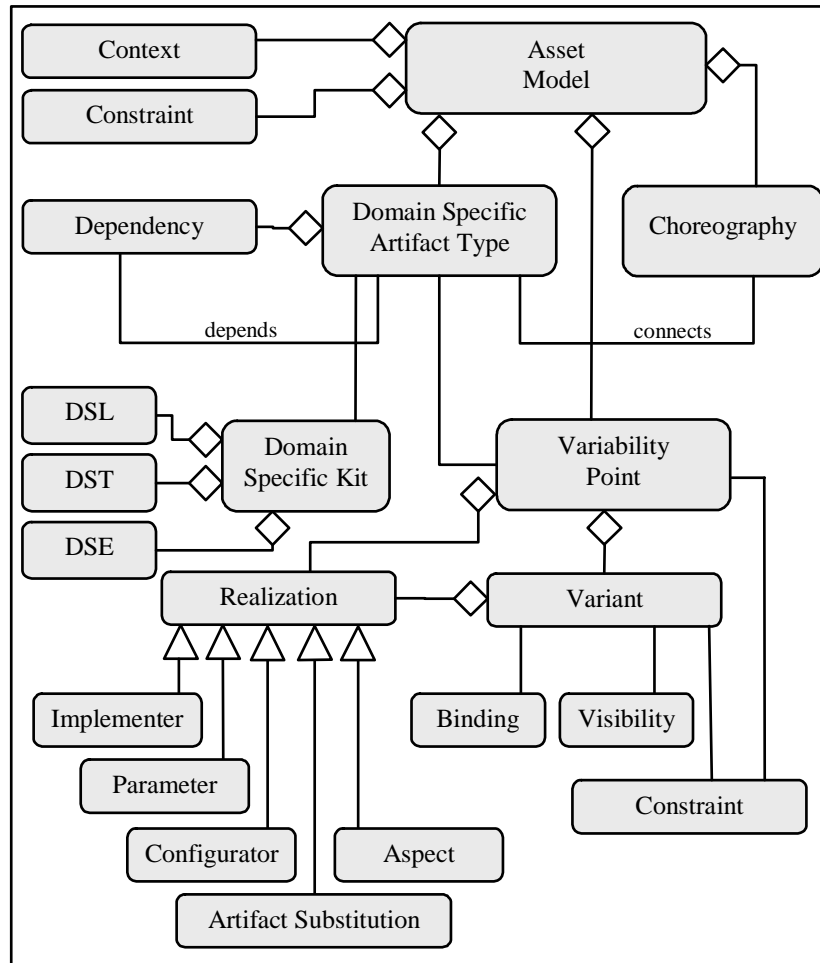 Context
Asset
Model
Constraint
Dependency
Domain Specific
Artifact Type
Choreography
depends
connects
DSL
DST
DSE
Domain
Specific Kit
Variability
Point
Realization
Variant
Implementer
Binding
Visibility
Parameter
Constraint
Configurator
Aspect
Artifact Substitution